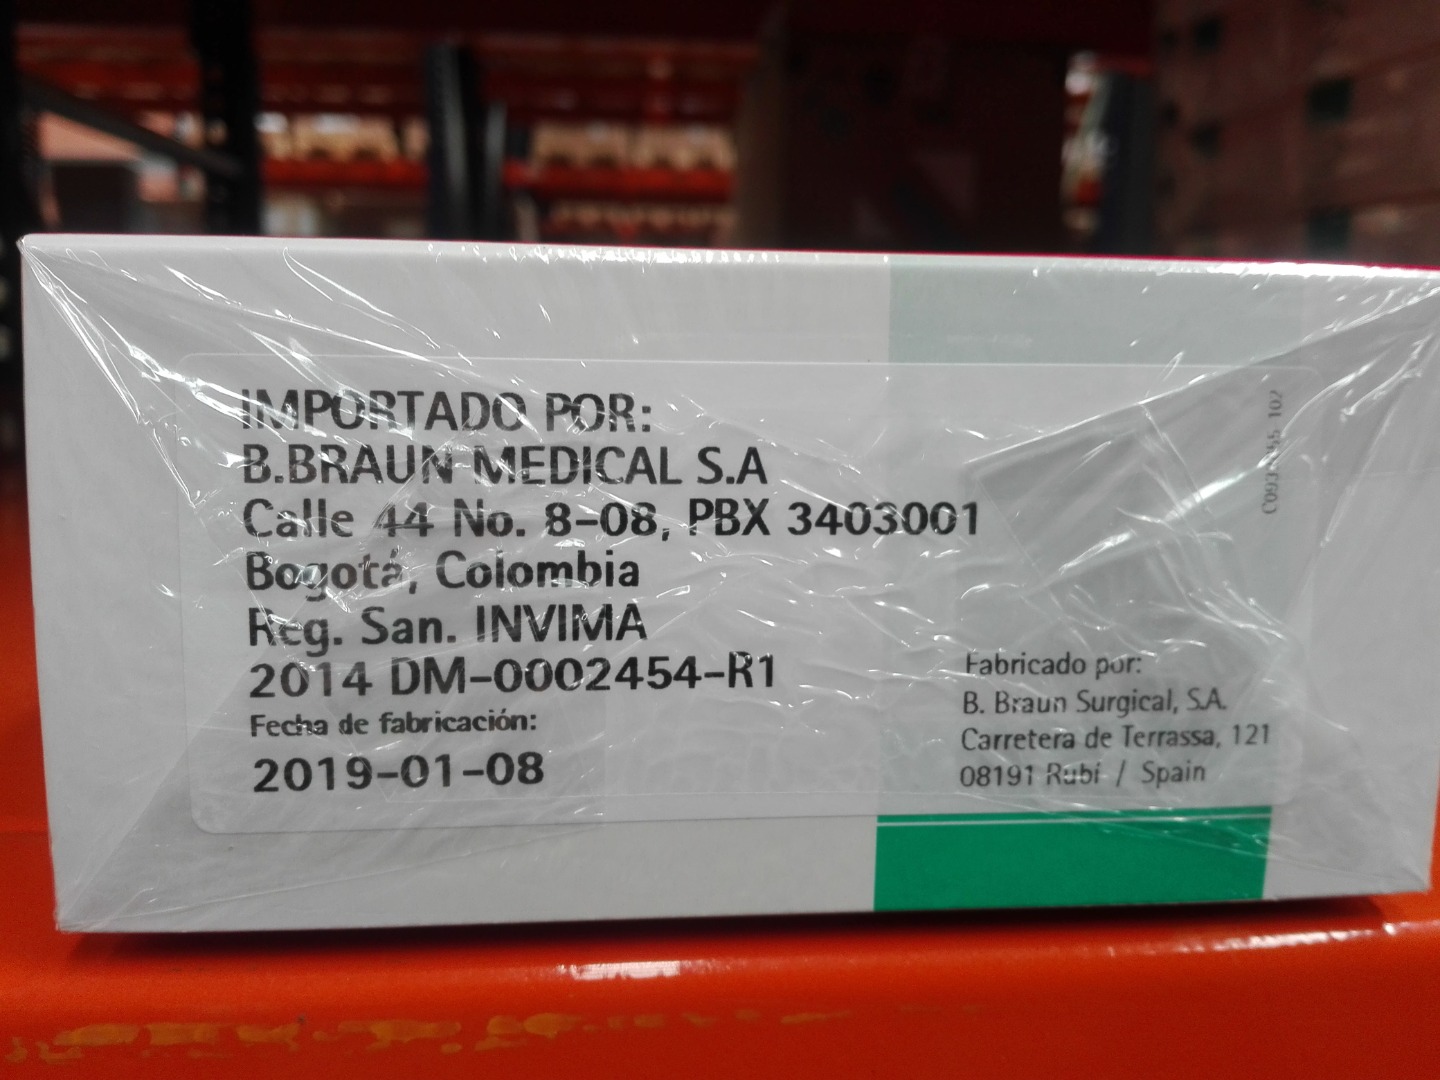 IMPORTADO POR:
B.BRAUN MEDICAL S.A
Calle 44 No. 8-08, PBX 3403001
Bogotá, Colombia
Reg. San. INVIMA
2014 DM-0002454-R1
Fecha de fabricación:
2019-01-08
Fabricado por:
B. Braun Surgical, S.A.
Carretera de Terrassa, 121
08191 Rubí / Spain